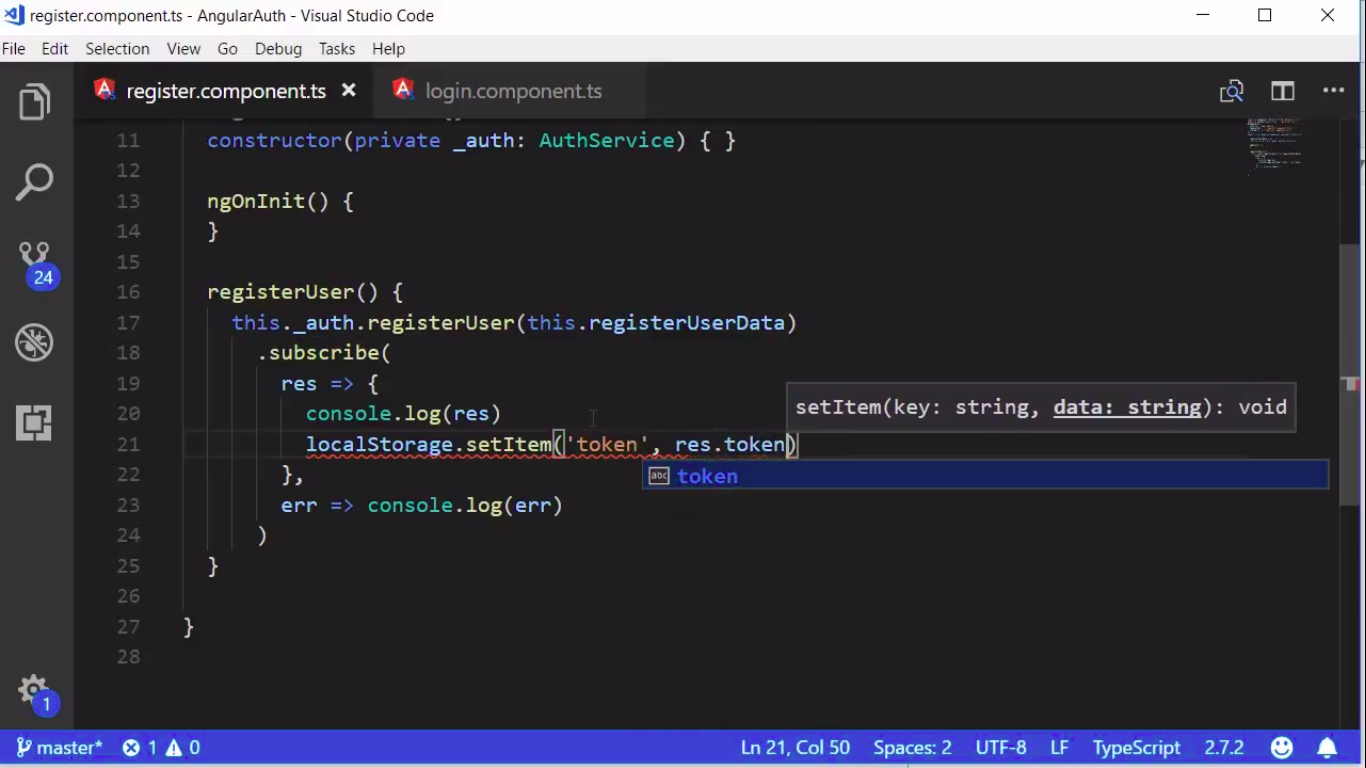 register.component.ts - AngularAuth - Visual Studio Code
File Edit Selection View Go Debug Tasks Help
register.component.ts login.component.ts
11 constructor(private _auth: AuthService) { }
12
13 ngOnInit() {
14 }
15
16 registerUser() {
17 this._auth.registerUser(this.registerUserData)
18 .subscribe(
19 res => {
20 console.log(res)
setItem(key: string, data: string): void
21 localStorage.setItem('token', res.token)
abc token
22 },
23 err => console.log(err)
24 )
25 }
26
27 }
28
24
1
master* 1 0 Ln 21, Col 50 Spaces: 2 UTF-8 LF TypeScript 2.7.2